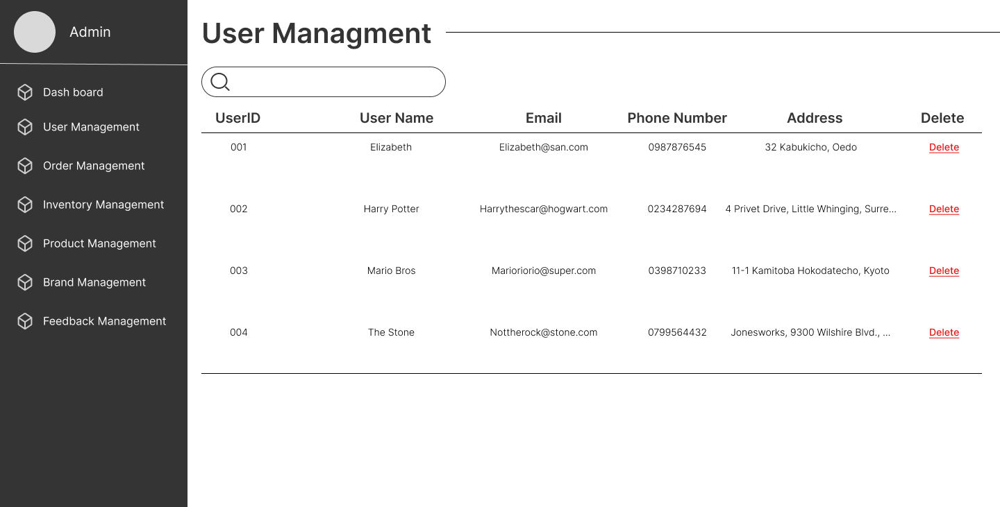 Admin
Dash board
User Management
Order Management
Inventory Management
Product Management
Brand Management
Feedback Management
User Managment
UserID User Name Email Phone Number Address Delete
001 Elizabeth Elizabeth@san.com 0987876545 32 Kabukicho, Oedo Delete
002 Harry Potter Harrythescar@hogwart.com 0234287694 4 Privet Drive, Little Whinging, Surre... Delete
003 Mario Bros Marioriorio@super.com 0398710233 11-1 Kamitoba Hokodatecho, Kyoto Delete
004 The Stone Nottherock@stone.com 0799564432 Jonesworks, 9300 Wilshire Blvd., ... Delete